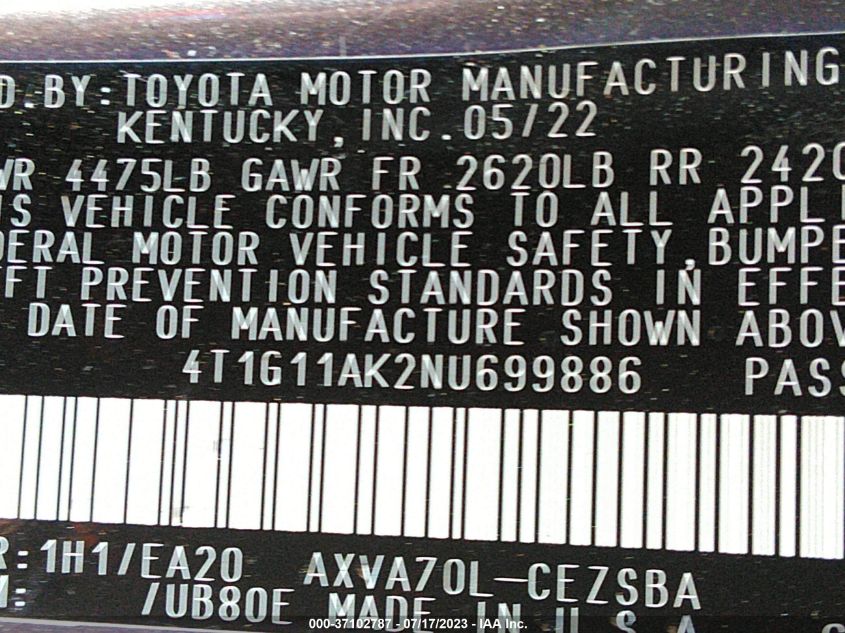 D. BY: TOYOTA MOTOR MANUFACTURING
KENTUCKY, INC. 05/22
WR 4475LB GAWR FR 2620LB RR 2420
IS VEHICLE CONFORMS TO ALL APPLI
DERAL MOTOR VEHICLE SAFETY, BUMPE
FT PREVENTION STANDARDS IN EFFE
DATE OF MANUFACTURE SHOWN ABOV
4T1G11AK2NU699886 PASS
R: 1H1/EA20 AXVA70L-CEZSBA
/UB80E MADE IN U.S.A
000-37102787 - 07/17/2023 - IAA Inc.